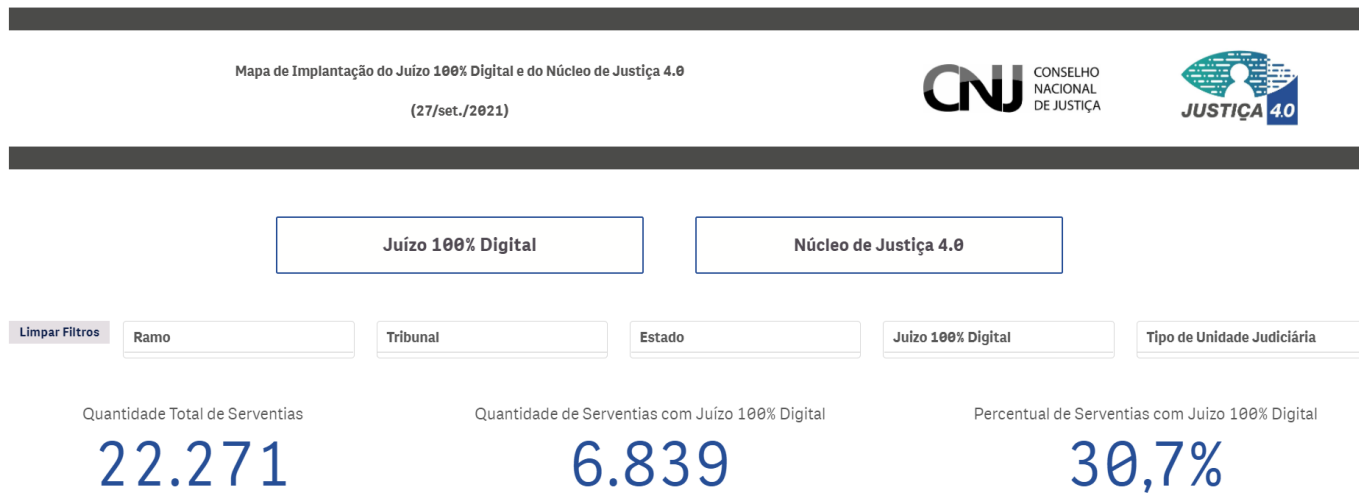 Mapa de Implantação do Juízo 100% Digital e do Núcleo de Justiça 4.0
(27/set./2021)
CNJ
CONSELHO
NACIONAL
DE JUSTIÇA
JUSTIÇA 4.0
Juízo 100% Digital
Núcleo de Justiça 4.0
Limpar Filtros
Ramo
Tribunal
Estado
Juizo 100% Digital
Tipo de Unidade Judiciária
Quantidade Total de Serventias
Quantidade de Serventias com Juízo 100% Digital
Percentual de Serventias com Juizo 100% Digital
22.271
6.839
30,7%